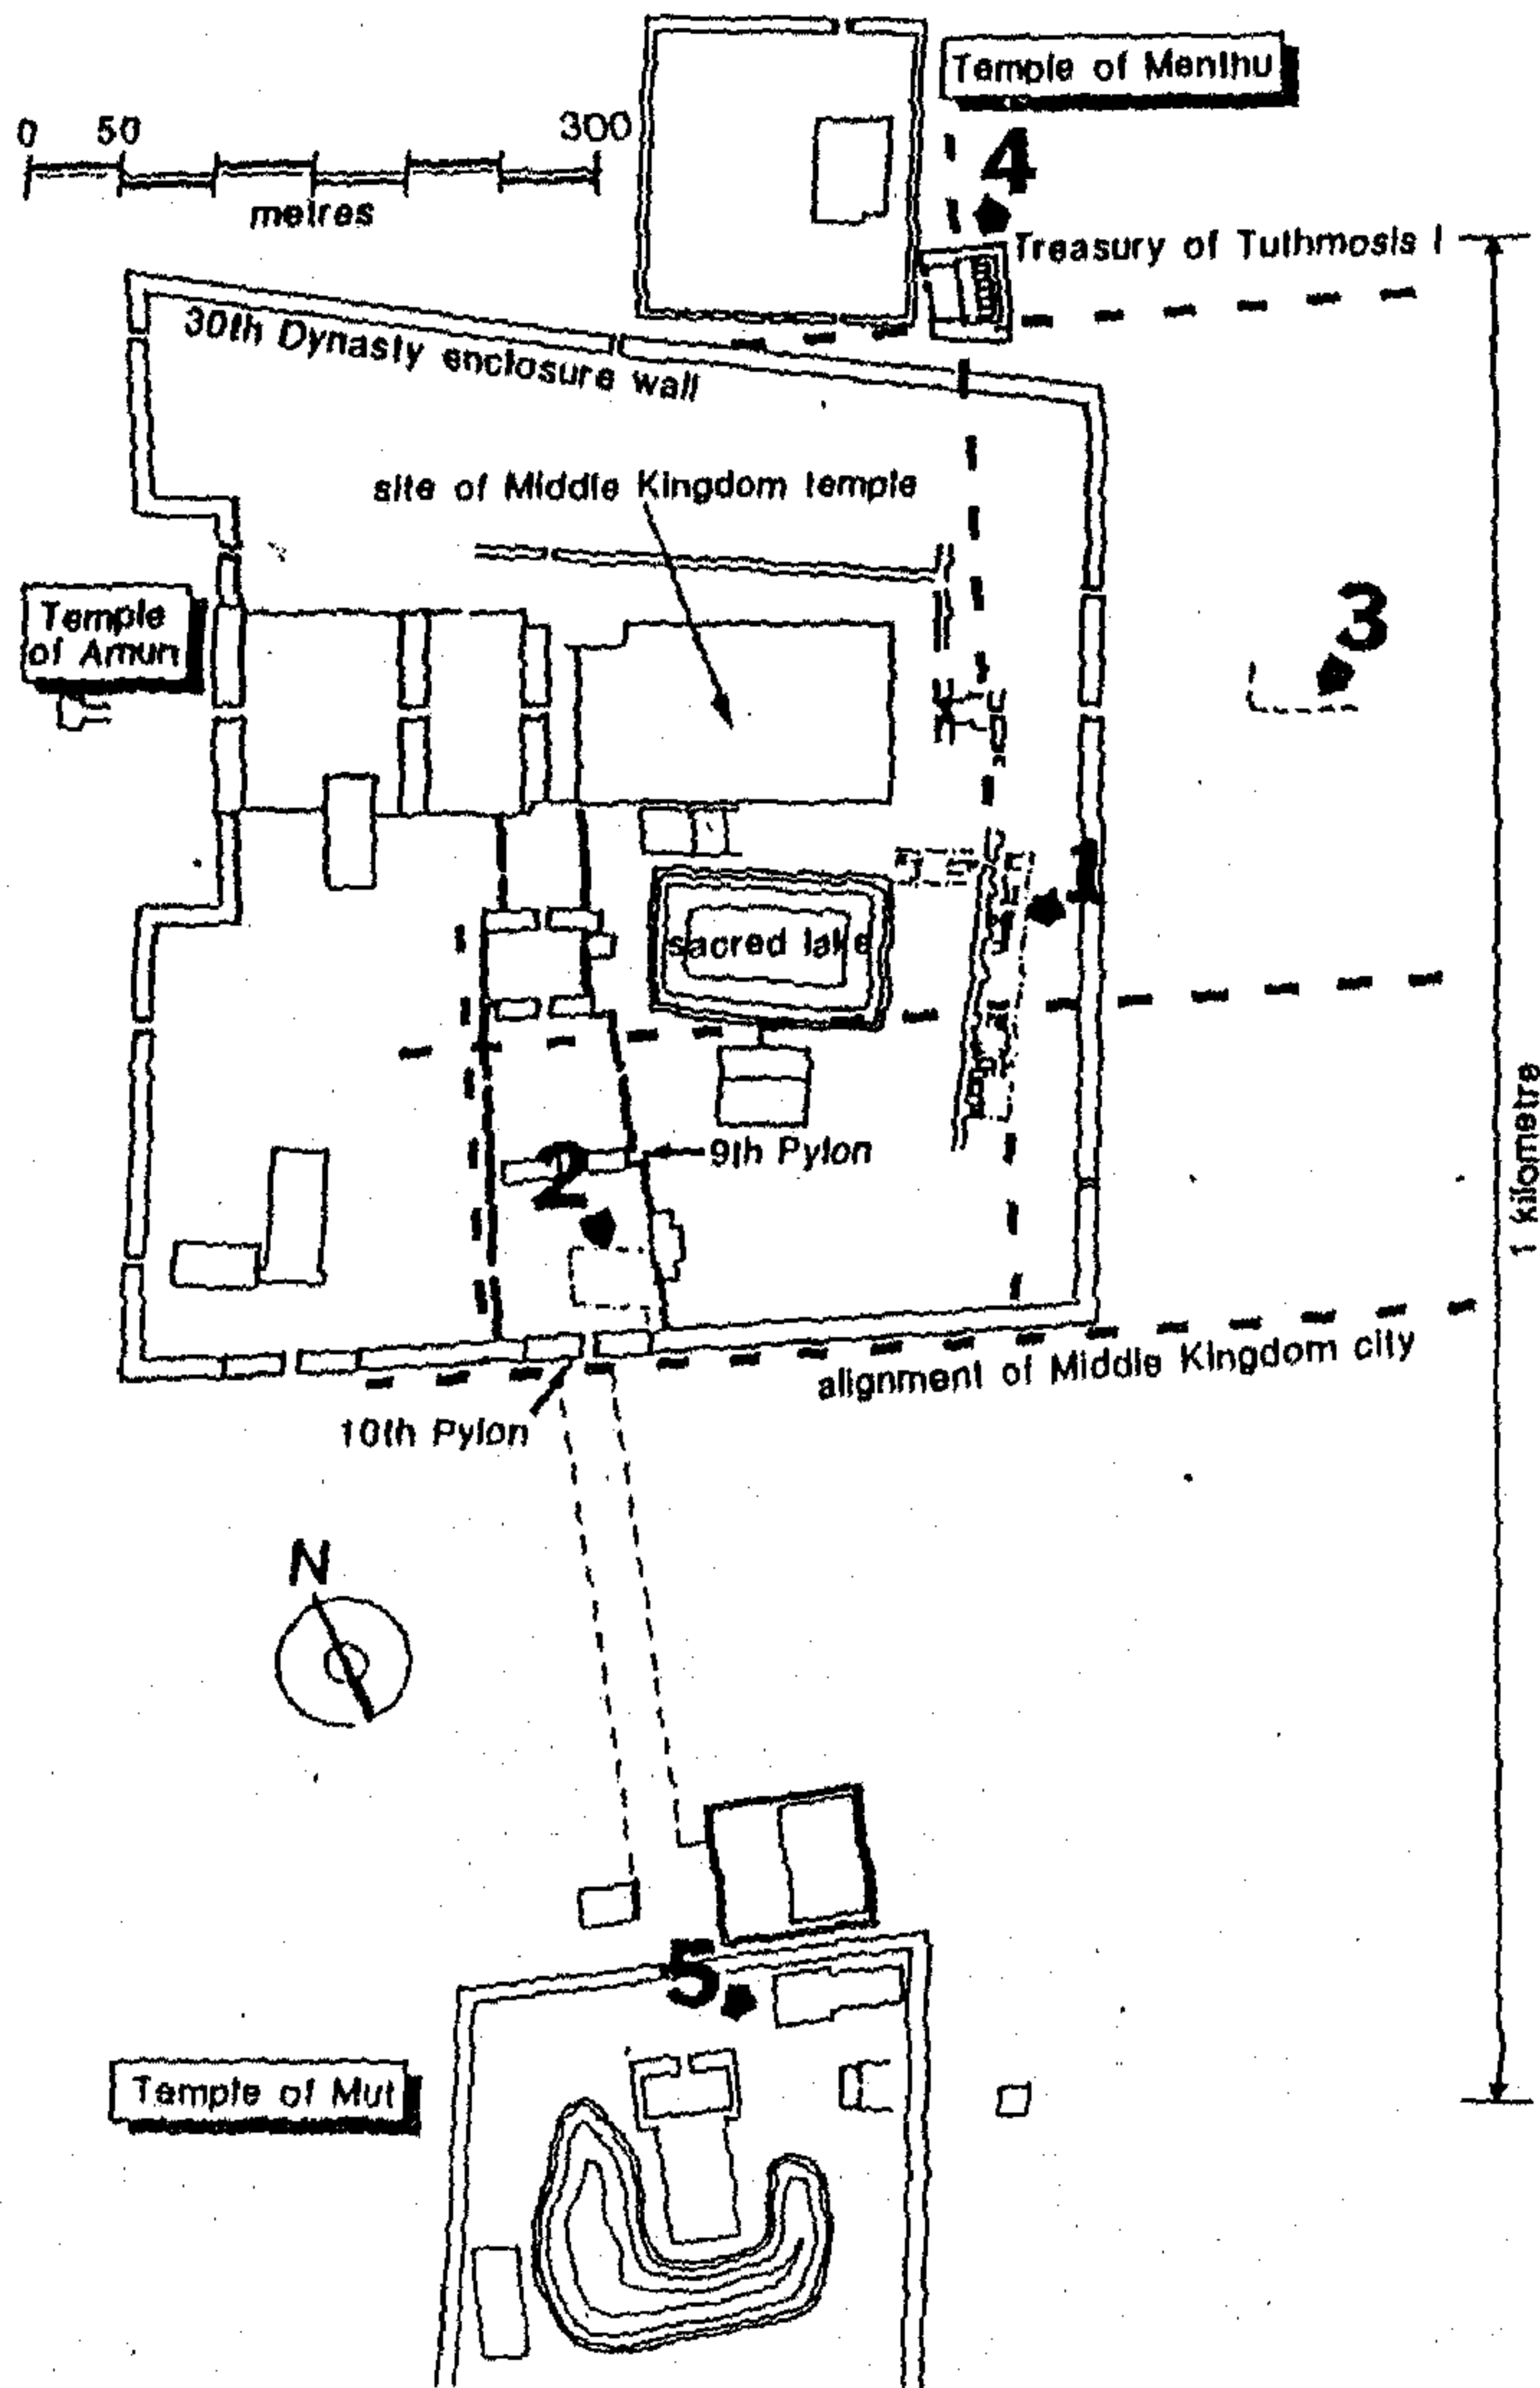 Temple of Menthu
0 50 300
metres
4
Treasury of Tuthmosis I
30th Dynasty enclosure wall
site of Middle Kingdom temple
Temple
of Amun
3
1
sacred lake
2
9th Pylon
1 kilometre
alignment of Middle Kingdom city
10th Pylon
N
5
Temple of Mut